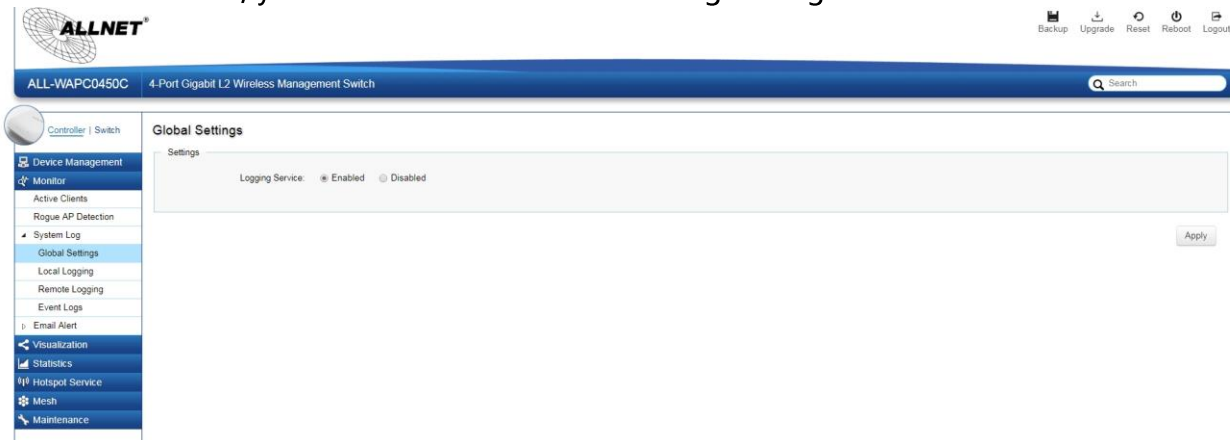 ALLNET®
Backup Upgrade Reset Reboot Logout
ALL-WAPC0450C 4-Port Gigabit L2 Wireless Management Switch
Search
Controller | Switch
Device Management
Monitor
Active Clients
Rogue AP Detection
System Log
Global Settings
Local Logging
Remote Logging
Event Logs
Email Alert
Visualization
Statistics
Hotspot Service
Mesh
Maintenance
Global Settings
Settings
Logging Service: Enabled Disabled
Apply